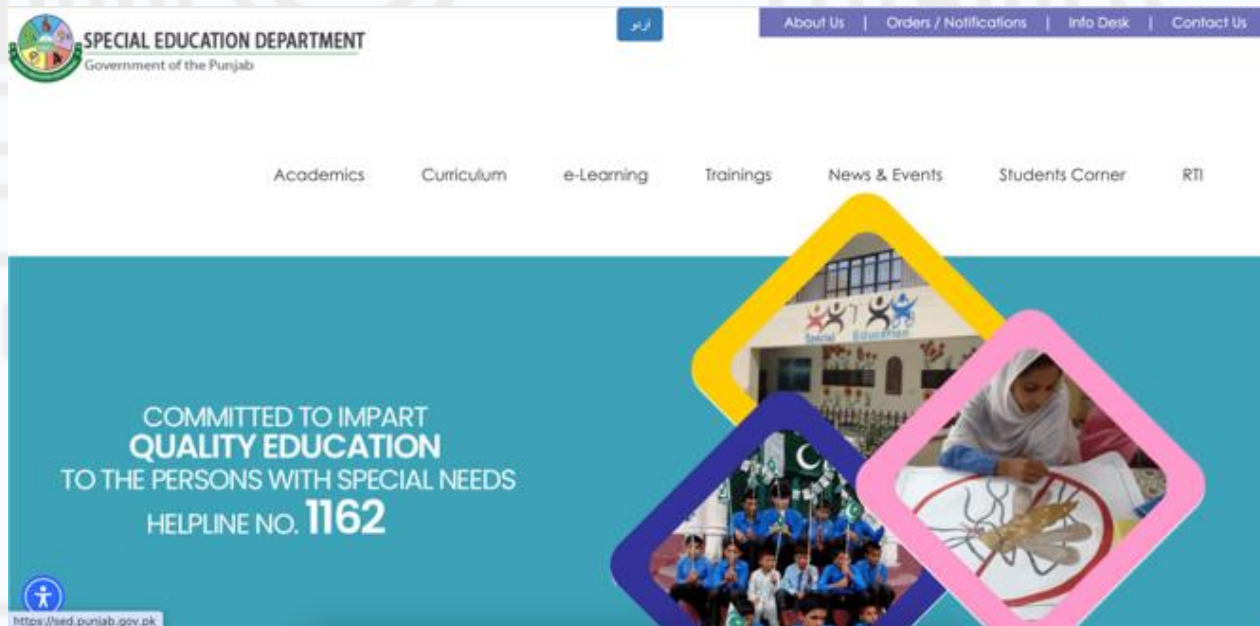 SPECIAL EDUCATION DEPARTMENT
Government of the Punjab
اردو
About Us | Orders / Notifications | Info Desk | Contact Us
Academics Curriculum e-Learning Trainings News & Events Students Corner RTI
Special Education
COMMITTED TO IMPART
QUALITY EDUCATION
TO THE PERSONS WITH SPECIAL NEEDS
HELPLINE NO. 1162
https://sed.punjab.gov.pk